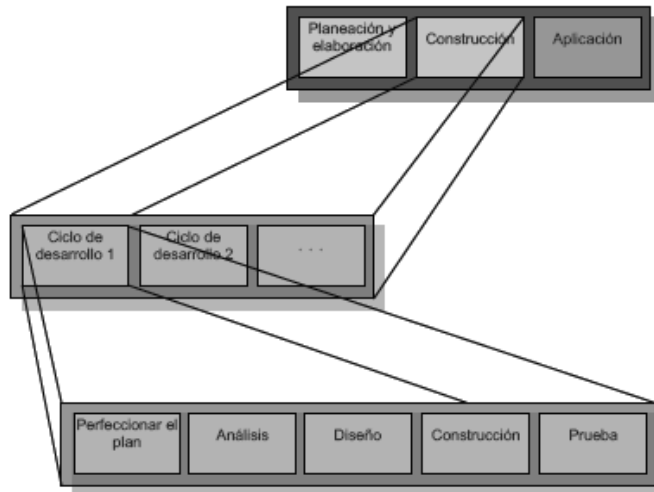 Planeación y
elaboración
Construcción
Aplicación
Ciclo de
desarrollo 1
Ciclo de
desarrollo 2
. . .
Perfeccionar el
plan
Análisis
Diseño
Construcción
Prueba